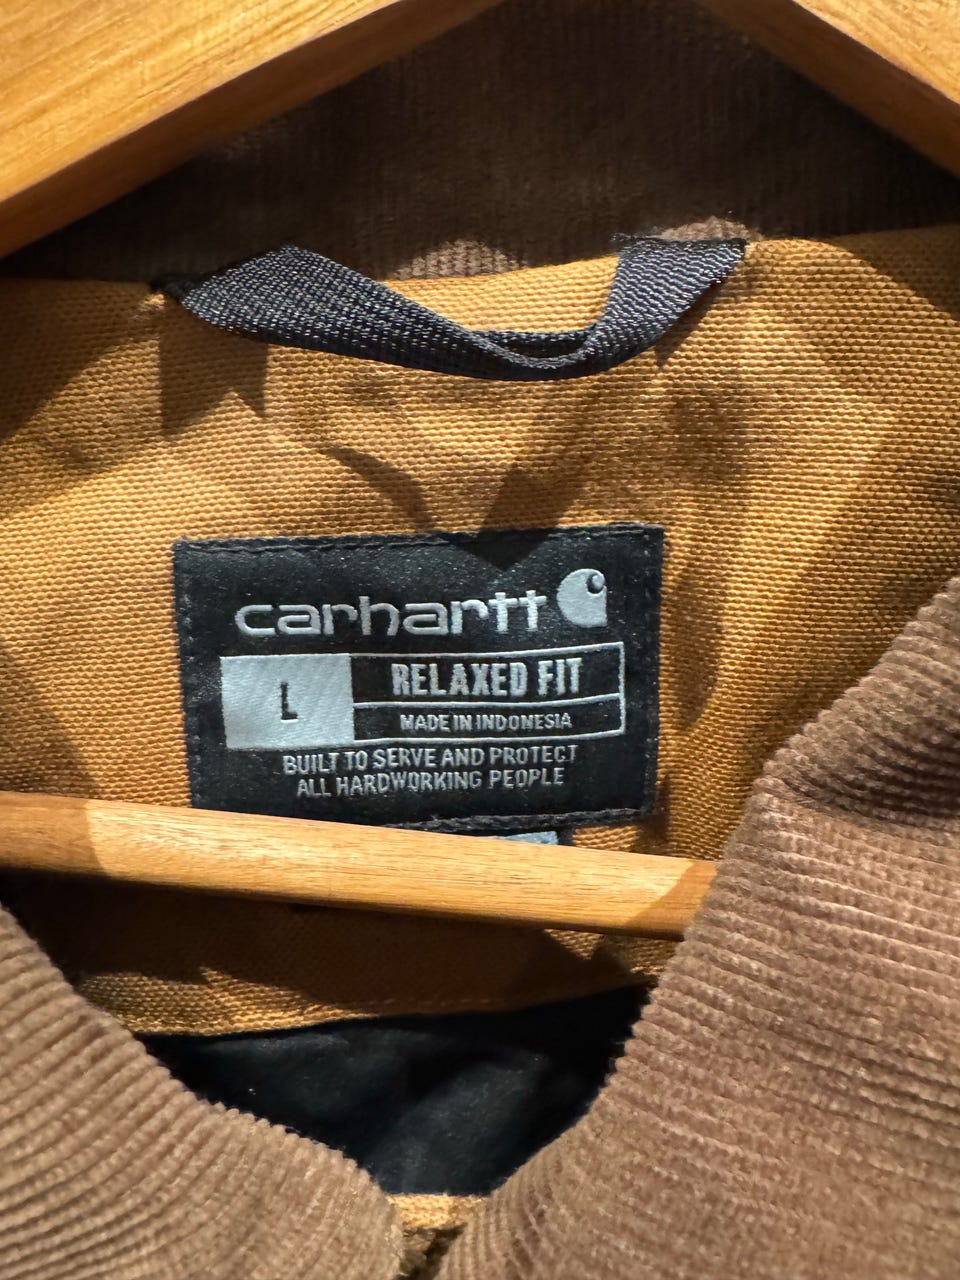 carhartt
L
RELAXED FIT
MADE IN INDONESIA
BUILT TO SERVE AND PROTECT
ALL HARDWORKING PEOPLE